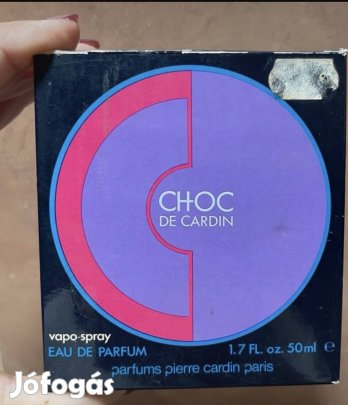 CHOC
DE CARDIN
vapo-spray
EAU DE PARFUM 1.7 FL. oz. 50ml e
parfums pierre cardin paris
Jófogás